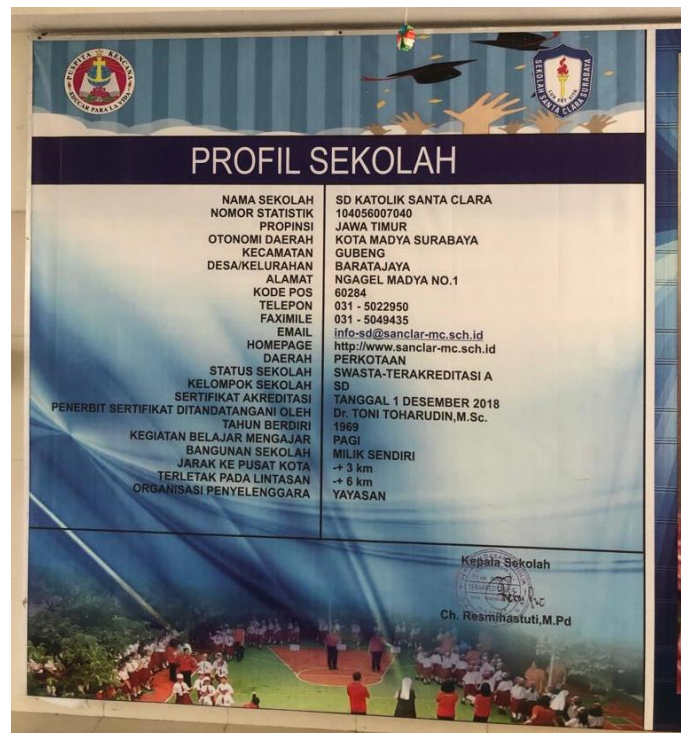 PUSPITA KENCANA
EDUCAR PARA LA VIDA
SEKOLAH SANTA CLARA SURABAYA
PROFIL SEKOLAH
NAMA SEKOLAH SD KATOLIK SANTA CLARA
NOMOR STATISTIK 104056007040
PROPINSI JAWA TIMUR
OTONOMI DAERAH KOTA MADYA SURABAYA
KECAMATAN GUBENG
DESA/KELURAHAN BARATAJAYA
ALAMAT NGAGEL MADYA NO.1
KODE POS 60284
TELEPON 031 - 5022950
FAXIMILE 031 - 5049435
EMAIL info-sd@sanclar-mc.sch.id
HOMEPAGE http://www.sanclar-mc.sch.id
DAERAH PERKOTAAN
STATUS SEKOLAH SWASTA-TERAKREDITASI A
KELOMPOK SEKOLAH SD
SERTIFIKAT AKREDITASI TANGGAL 1 DESEMBER 2018
PENERBIT SERTIFIKAT DITANDATANGANI OLEH Dr. TONI TOHARUDIN,M.Sc.
TAHUN BERDIRI 1969
KEGIATAN BELAJAR MENGAJAR PAGI
BANGUNAN SEKOLAH MILIK SENDIRI
JARAK KE PUSAT KOTA -+ 3 km
TERLETAK PADA LINTASAN -+ 6 km
ORGANISASI PENYELENGGARA YAYASAN
Kepala Sekolah
Ch. Resmihastuti,M.Pd